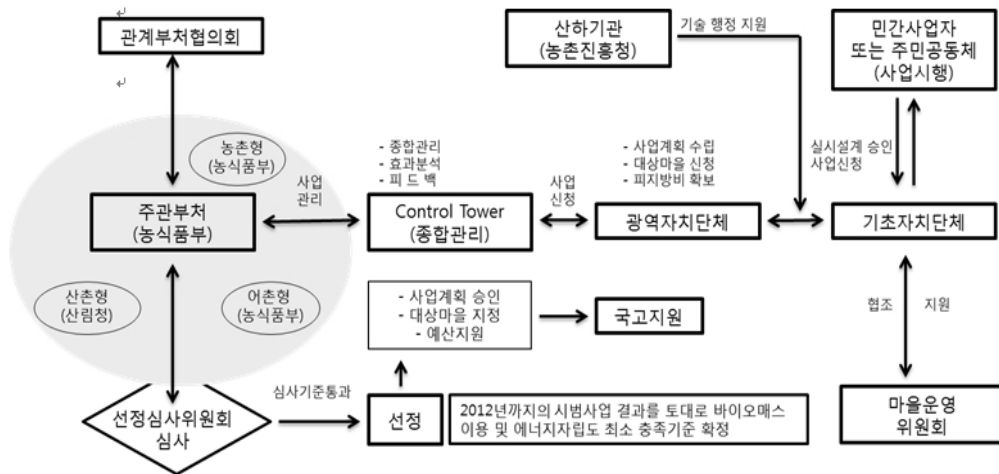 관계부처협의회
산하기관
(농촌진흥청)
기술 행정 지원
민간사업자
또는 주민공동체
(사업시행)
농촌형
(농식품부)
- 종합관리
- 효과분석
- 피 드 백
- 사업계획 수립
- 대상마을 신청
- 피지방비 확보
실시설계 승인
사업신청
주관부처
(농식품부)
사업
관리
Control Tower
(종합관리)
사업
신청
광역자치단체
기초자치단체
산촌형
(산림청)
어촌형
(농식품부)
- 사업계획 승인
- 대상마을 지정
- 예산지원
국고지원
협조
지원
선정심사위원회
심사
심사기준통과
선정
2012년까지의 시범사업 결과를 토대로 바이오매스
이용 및 에너지자립도 최소 충족기준 확정
마을운영
위원회